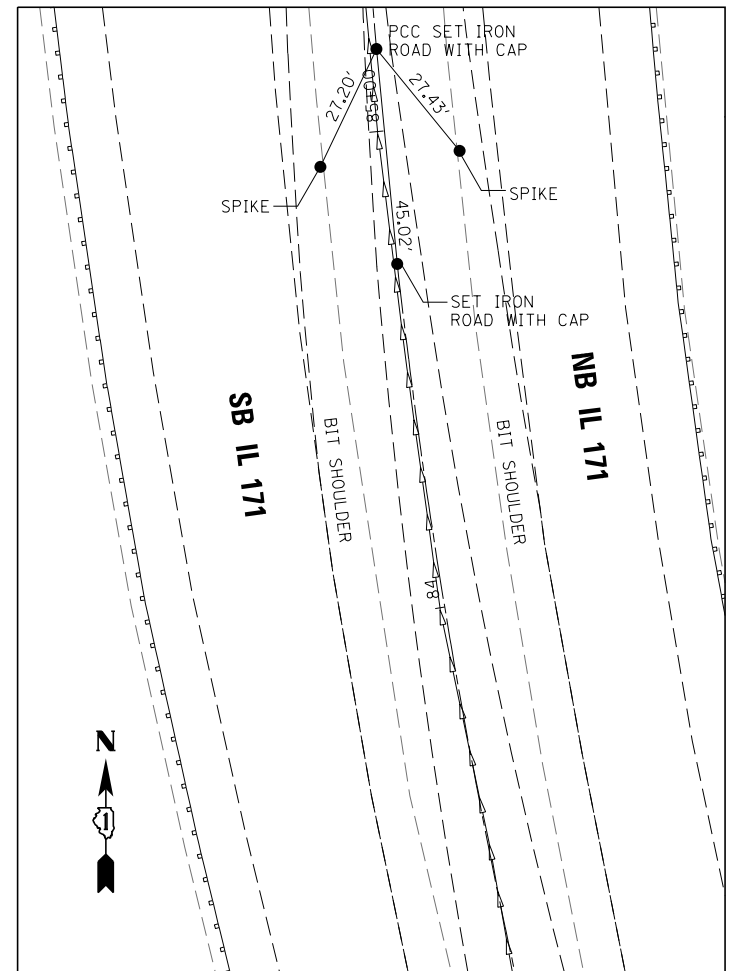 PCC SET IRON
ROAD WITH CAP
27.20'
85+00
27.43'
SPIKE
SPIKE
45.02'
SET IRON
ROAD WITH CAP
NB IL 171
SB IL 171
BIT SHOULDER
BIT SHOULDER
84
N
1